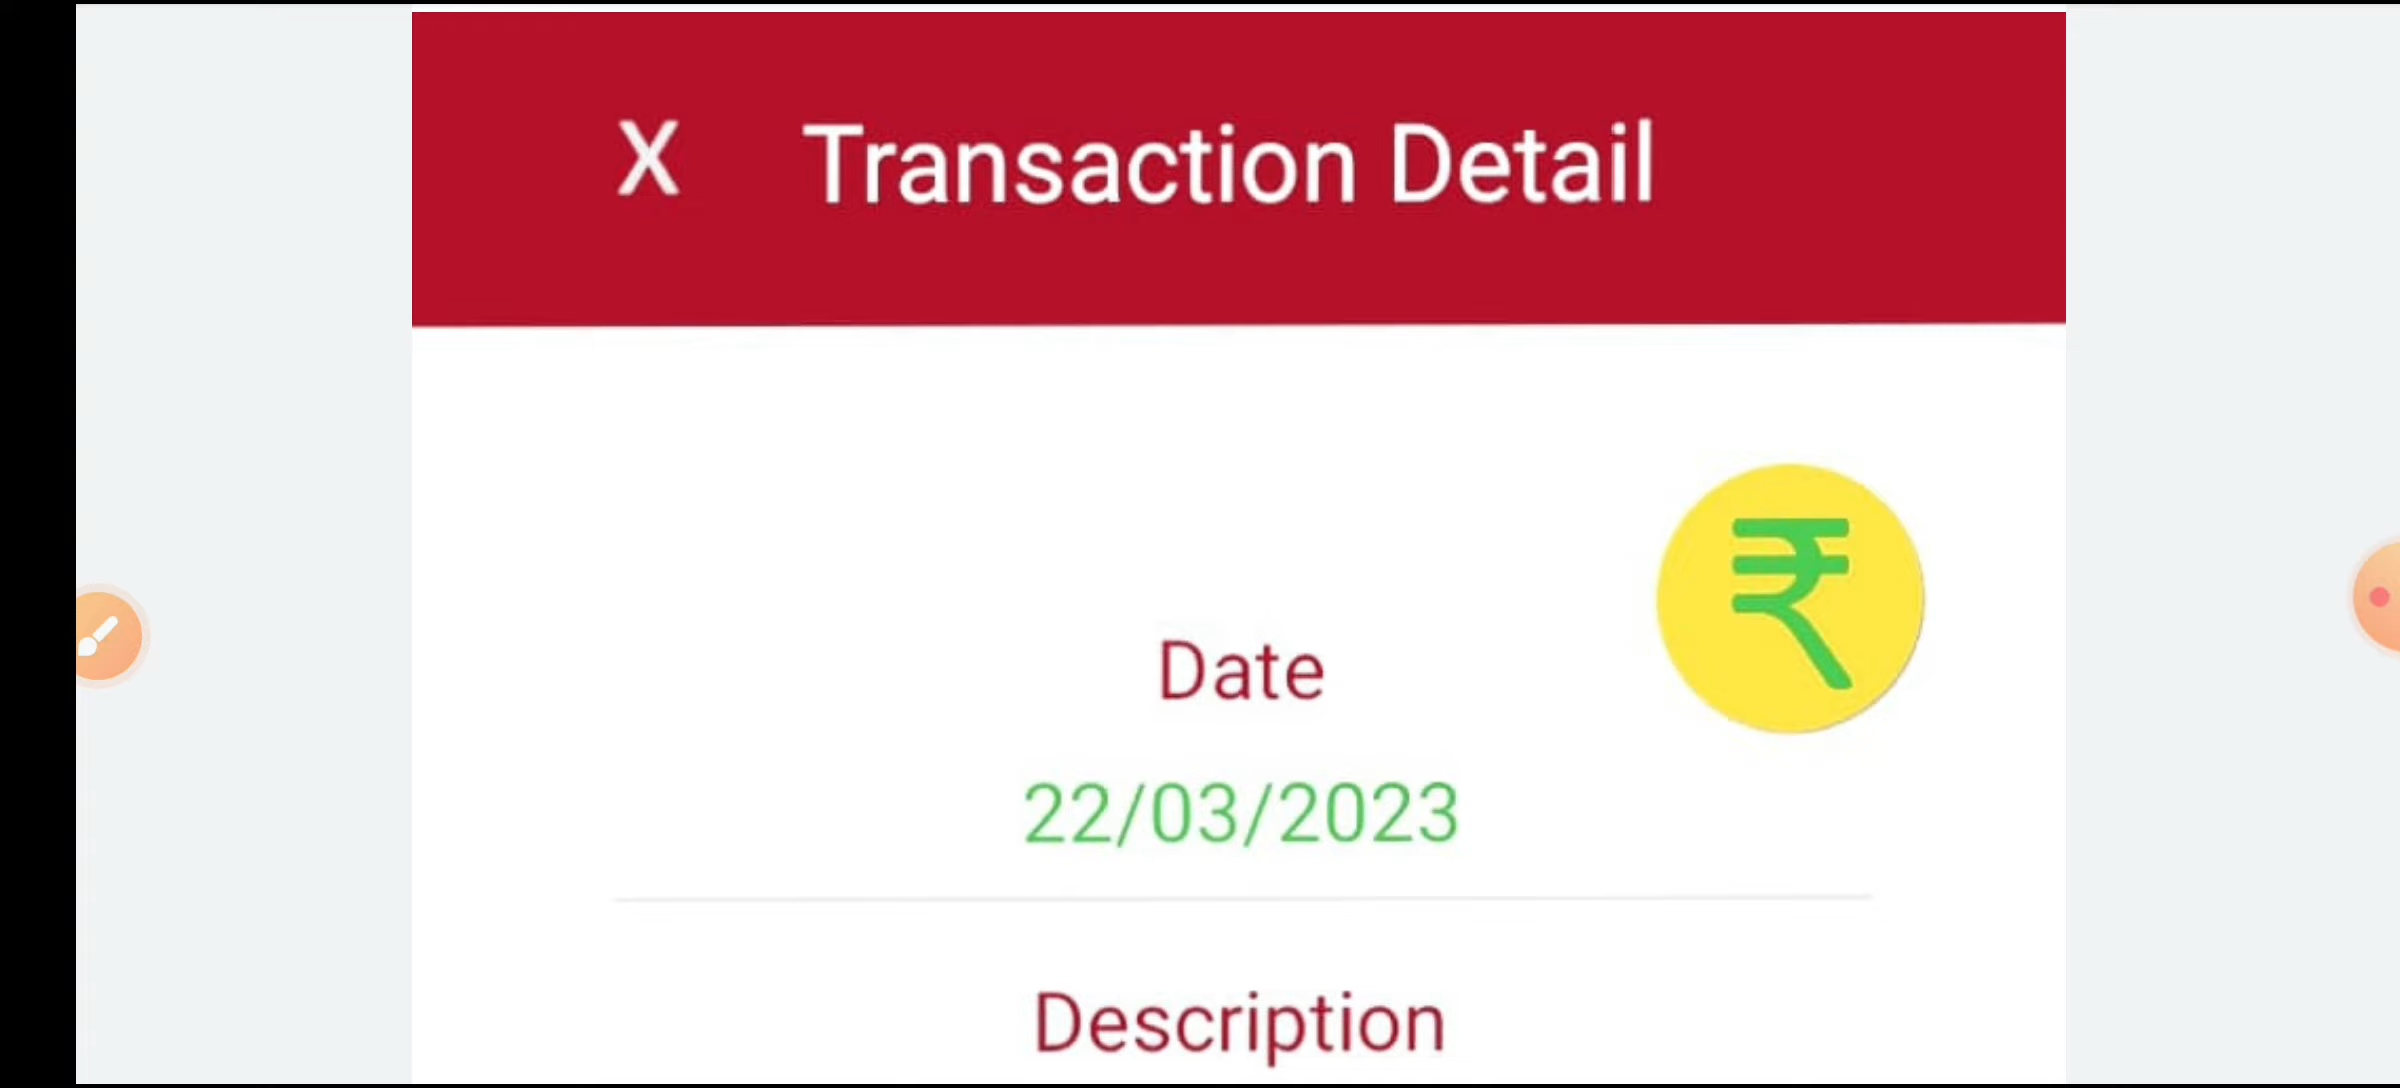 X Transaction Detail
₹
Date
22/03/2023
Description